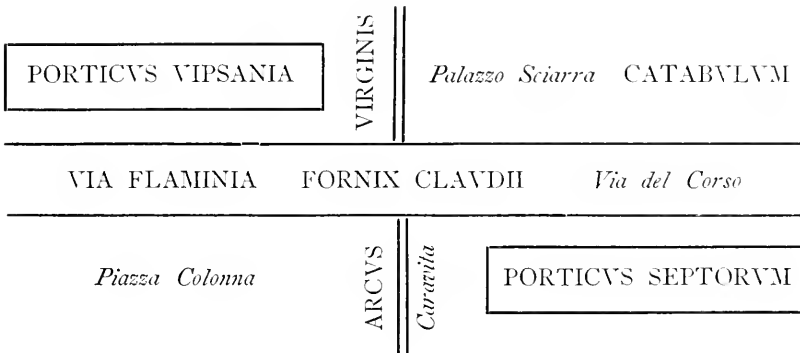 PORTICVS VIPSANIA
VIRGINIS
Palazzo Sciarra CATABVLVM
VIA FLAMINIA FORNIX CLAVDII Via del Corso
Piazza Colonna
ARCVS
Caravita
PORTICVS SEPTORVM